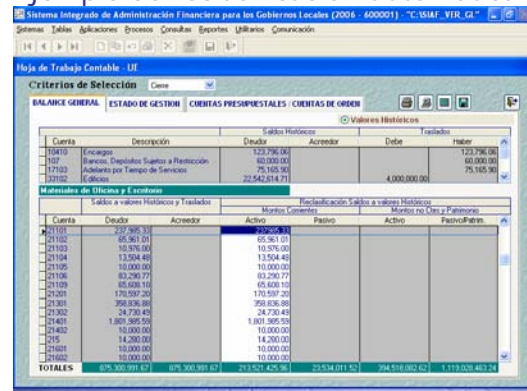 Sistema Integrado de Administración Financiera para los Gobiernos Locales (2006 - 600001) - "C:\SIAF_VER_GL"
Sistemas Tablas Aplicaciones Procesos Consultas Reportes Utilitarios Comunicación
Hoja de Trabajo Contable - UE
Criterios de Selección Cierre
BALANCE GENERAL ESTADO DE GESTION CUENTAS PRESUPUESTALES / CUENTAS DE ORDEN
Valores Históricos
Saldos Históricos Traslados
Cuenta Descripción Deudor Acreedor Debe Haber
10410 Encargos 123,796.06 123,796.06
107 Bancos, Depósitos Sujetos a Restricción 60,000.00 60,000.00
17103 Adelanto por Tiempo de Servicios 75,165.90 75,165.90
33102 Edificios 22,542,614.71 4,000,000.00
Materiales de Oficina y Escritorio
Saldos a valores Históricos y Traslados Reclasificación Saldos a valores Históricos
Montos Corrientes Montos no Ctes y Patrimonio
Cuenta Deudor Acreedor Activo Pasivo Activo Pasivo/Patrim.
21101 237,985.33 237,985.33
21102 65,961.01 65,961.01
21103 10,976.00 10,976.00
21104 13,504.48 13,504.48
21105 10,000.00 10,000.00
21106 83,290.77 83,290.77
21109 65,608.10 65,608.10
21201 170,597.20 170,597.20
21301 358,836.88 358,836.88
21302 24,730.49 24,730.49
21401 1,801,985.59 1,801,985.59
21402 10,000.00 10,000.00
215 14,200.00 14,200.00
21601 10,000.00 10,000.00
21602 10,000.00 10,000.00
TOTALES 875,300,991.67 875,300,991.67 213,521,425.96 23,534,011.52 394,518,082.62 1,119,028,463.24